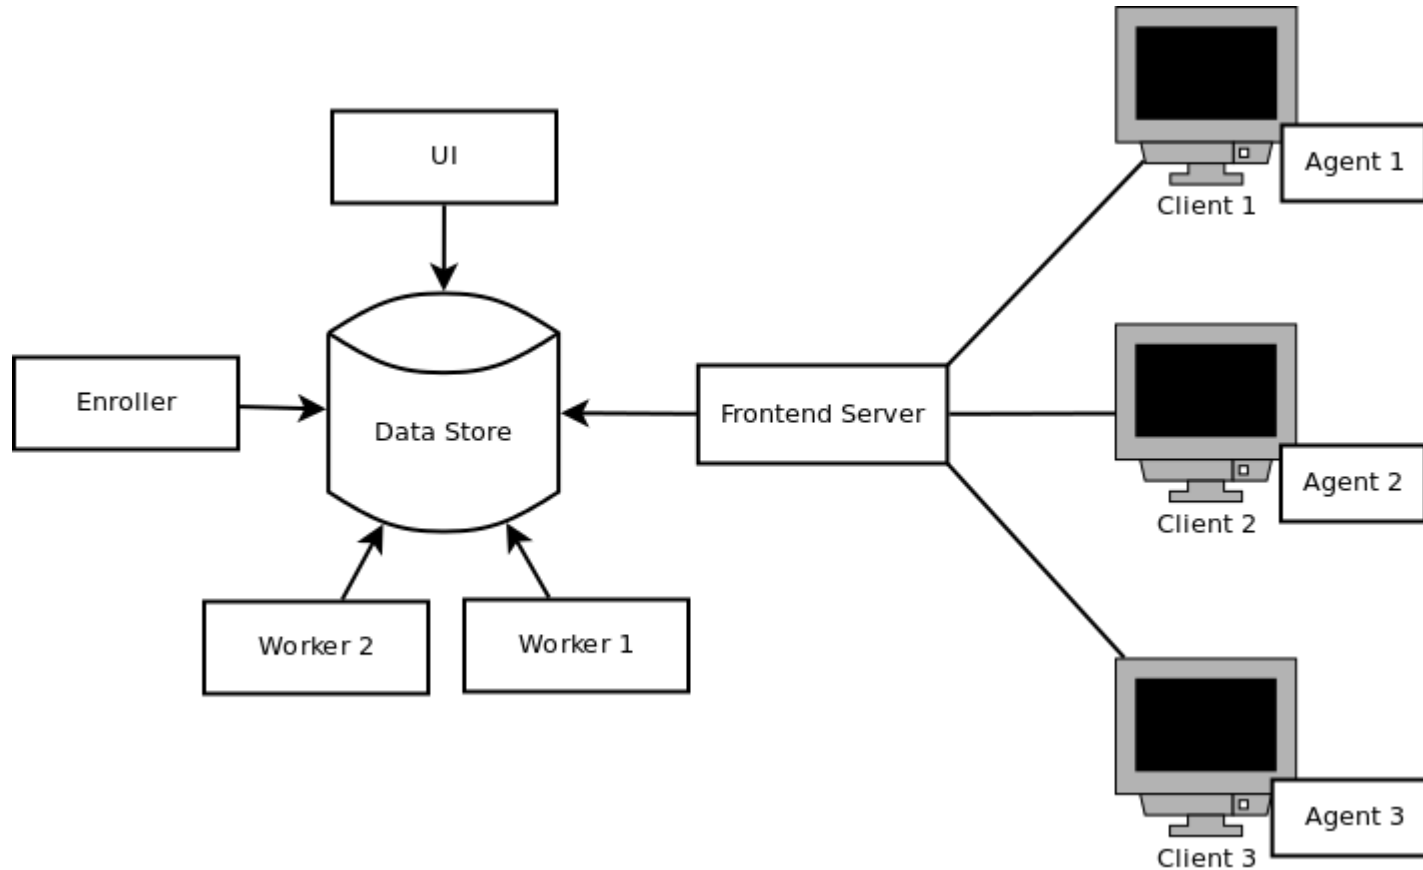 UI
Agent 1
Client 1
Enroller
Data Store
Frontend Server
Agent 2
Client 2
Worker 2
Worker 1
Agent 3
Client 3